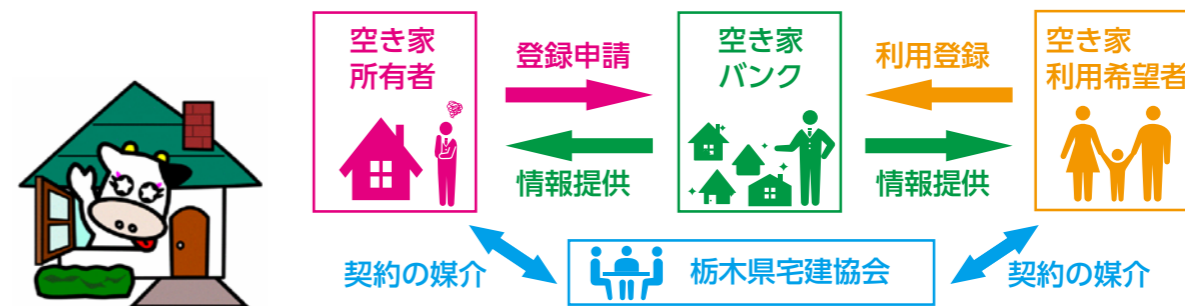 空き家
所有者
登録申請
情報提供
空き家
バンク
利用登録
情報提供
空き家
利用希望者
契約の媒介
栃木県宅建協会
契約の媒介